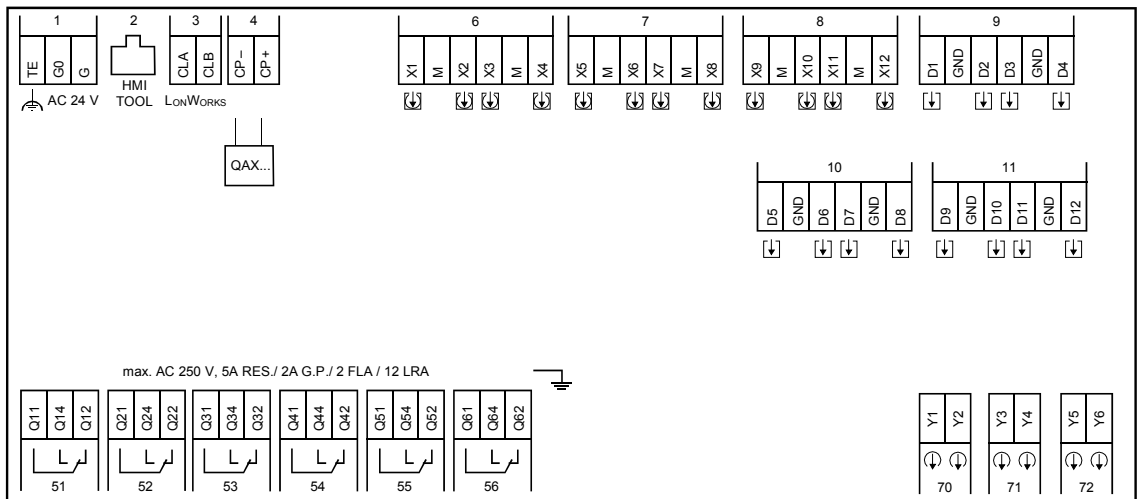 1 2 3 4 6 7 8 9
TE G0 G CLA CLB CP− CP+ X1 M X2 X3 M X4 X5 M X6 X7 M X8 X9 M X10 X11 M X12 D1 GND D2 D3 GND D4
HMI
TOOL
AC 24 V LONWORKS
QAX...
10 11
D5 GND D6 D7 GND D8 D9 GND D10 D11 GND D12
max. AC 250 V, 5A RES./ 2A G.P./ 2 FLA / 12 LRA
Q11 Q14 Q12 Q21 Q24 Q22 Q31 Q34 Q32 Q41 Q44 Q42 Q51 Q54 Q52 Q61 Q64 Q62 Y1 Y2 Y3 Y4 Y5 Y6
51 52 53 54 55 56 70 71 72